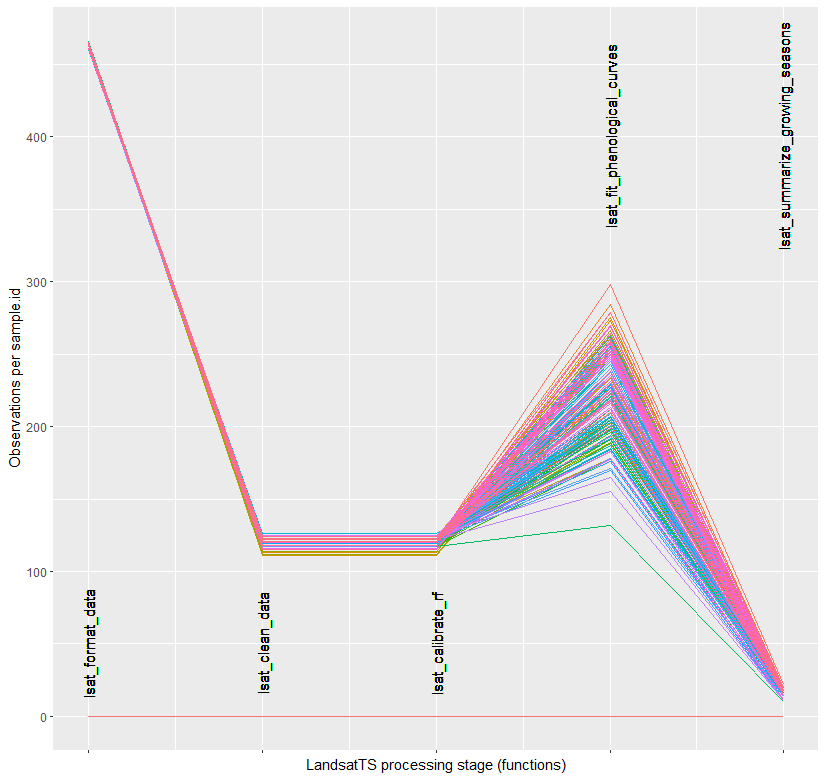 400
300
200
100
0
Observations per sample.id
lsat_format_data
lsat_clean_data
lsat_calibrate_rf
lsat_fit_phenological_curves
lsat_summarize_growing_seasons
LandsatTS processing stage (functions)